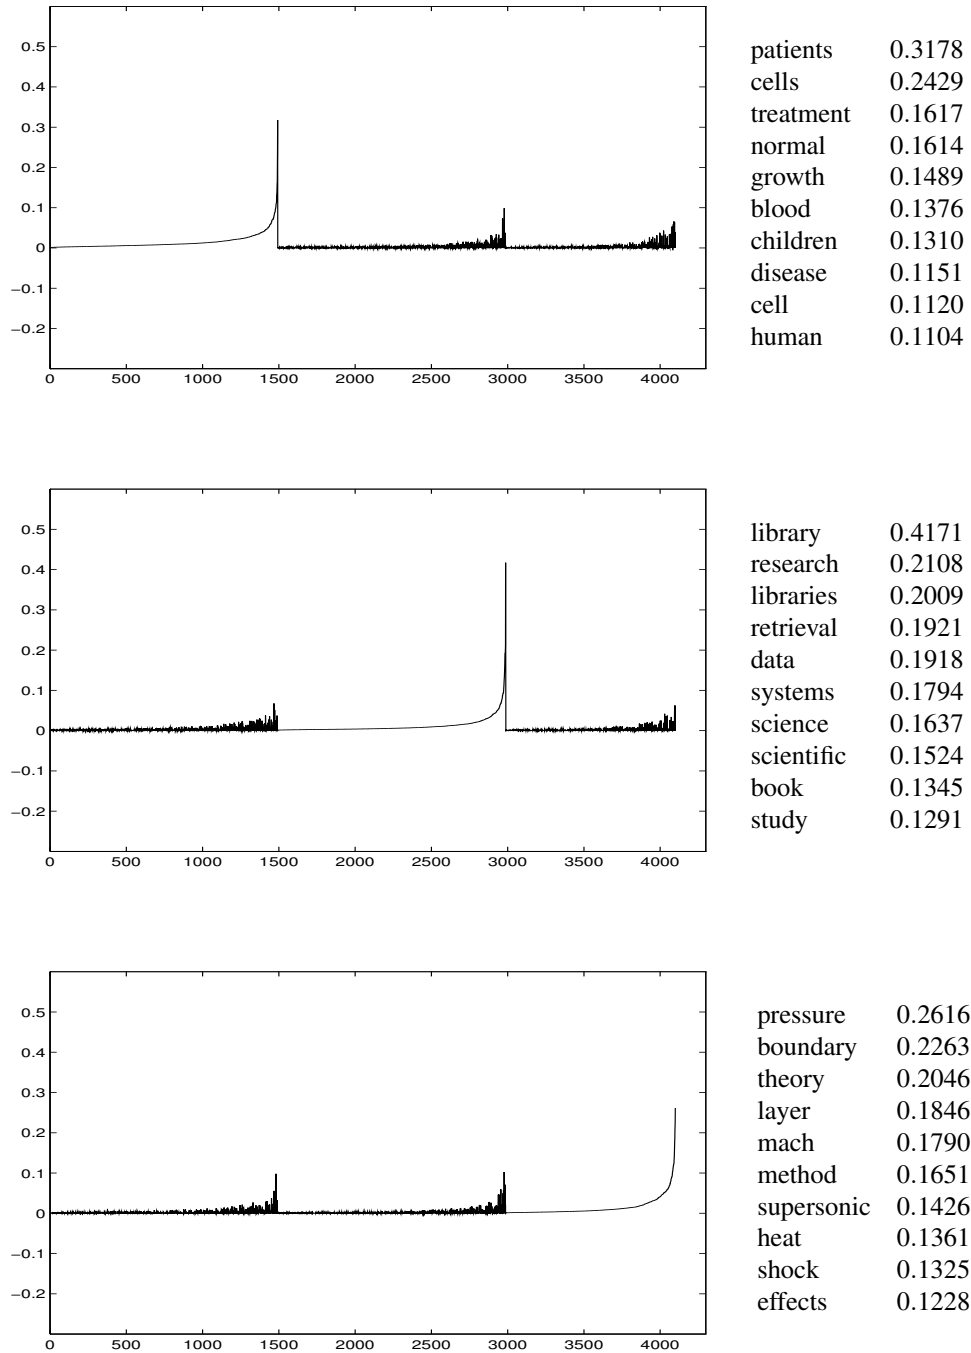 0.5
patients 0.3178
cells 0.2429
0.4
treatment 0.1617
0.3
normal 0.1614
growth 0.1489
0.2
blood 0.1376
0.1
children 0.1310
0
disease 0.1151
−0.1
cell 0.1120
−0.2
human 0.1104
0 500 1000 1500 2000 2500 3000 3500 4000
0.5
library 0.4171
research 0.2108
0.4
libraries 0.2009
0.3
retrieval 0.1921
data 0.1918
0.2
systems 0.1794
0.1
science 0.1637
0
scientific 0.1524
−0.1
book 0.1345
−0.2
study 0.1291
0 500 1000 1500 2000 2500 3000 3500 4000
0.5
pressure 0.2616
boundary 0.2263
0.4
theory 0.2046
0.3
layer 0.1846
mach 0.1790
0.2
method 0.1651
0.1
supersonic 0.1426
0
heat 0.1361
−0.1
shock 0.1325
−0.2
effects 0.1228
0 500 1000 1500 2000 2500 3000 3500 4000